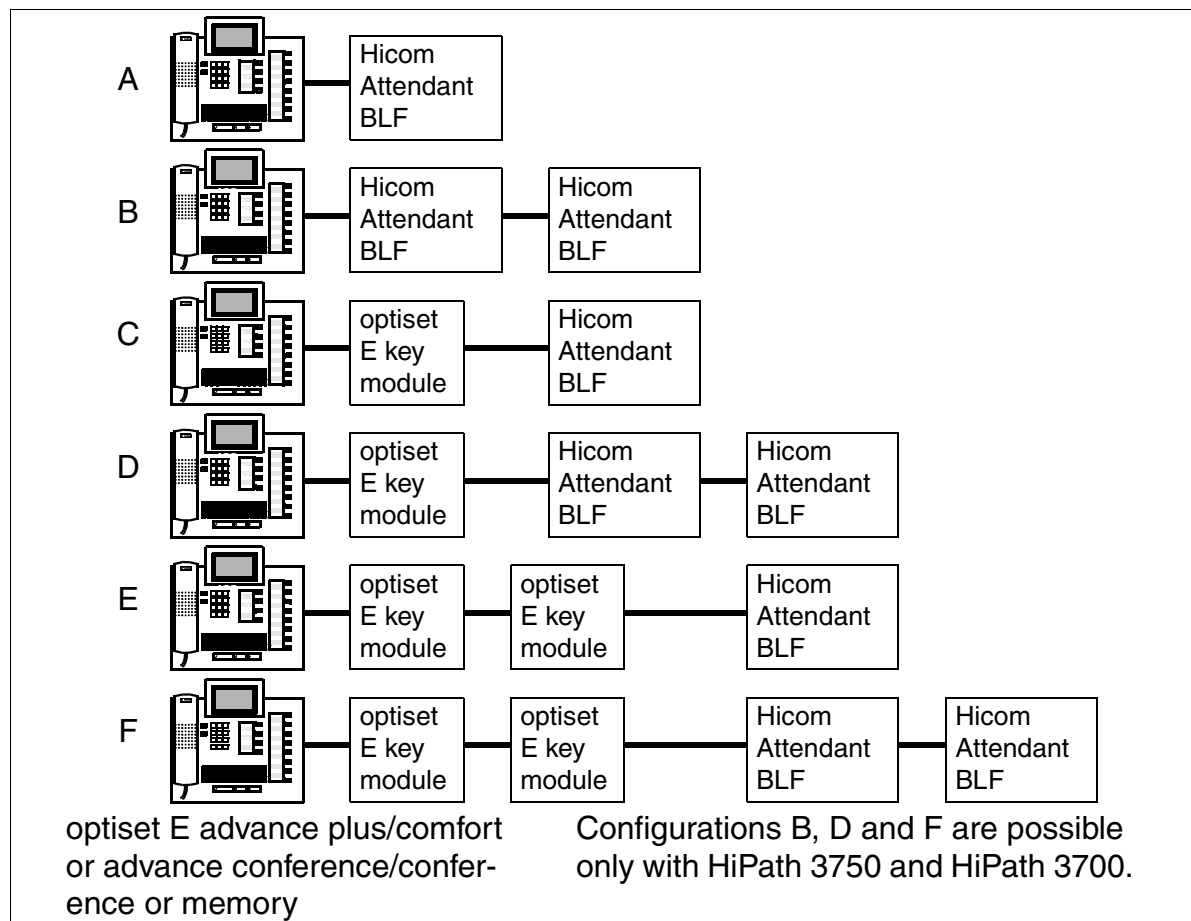 A
Hicom
Attendant
BLF
B
Hicom
Attendant
BLF
Hicom
Attendant
BLF
C
optiset
E key
module
Hicom
Attendant
BLF
D
optiset
E key
module
Hicom
Attendant
BLF
Hicom
Attendant
BLF
E
optiset
E key
module
optiset
E key
module
Hicom
Attendant
BLF
F
optiset
E key
module
optiset
E key
module
Hicom
Attendant
BLF
Hicom
Attendant
BLF
optiset E advance plus/comfort
or advance conference/confer-
ence or memory
Configurations B, D and F are possible
only with HiPath 3750 and HiPath 3700.